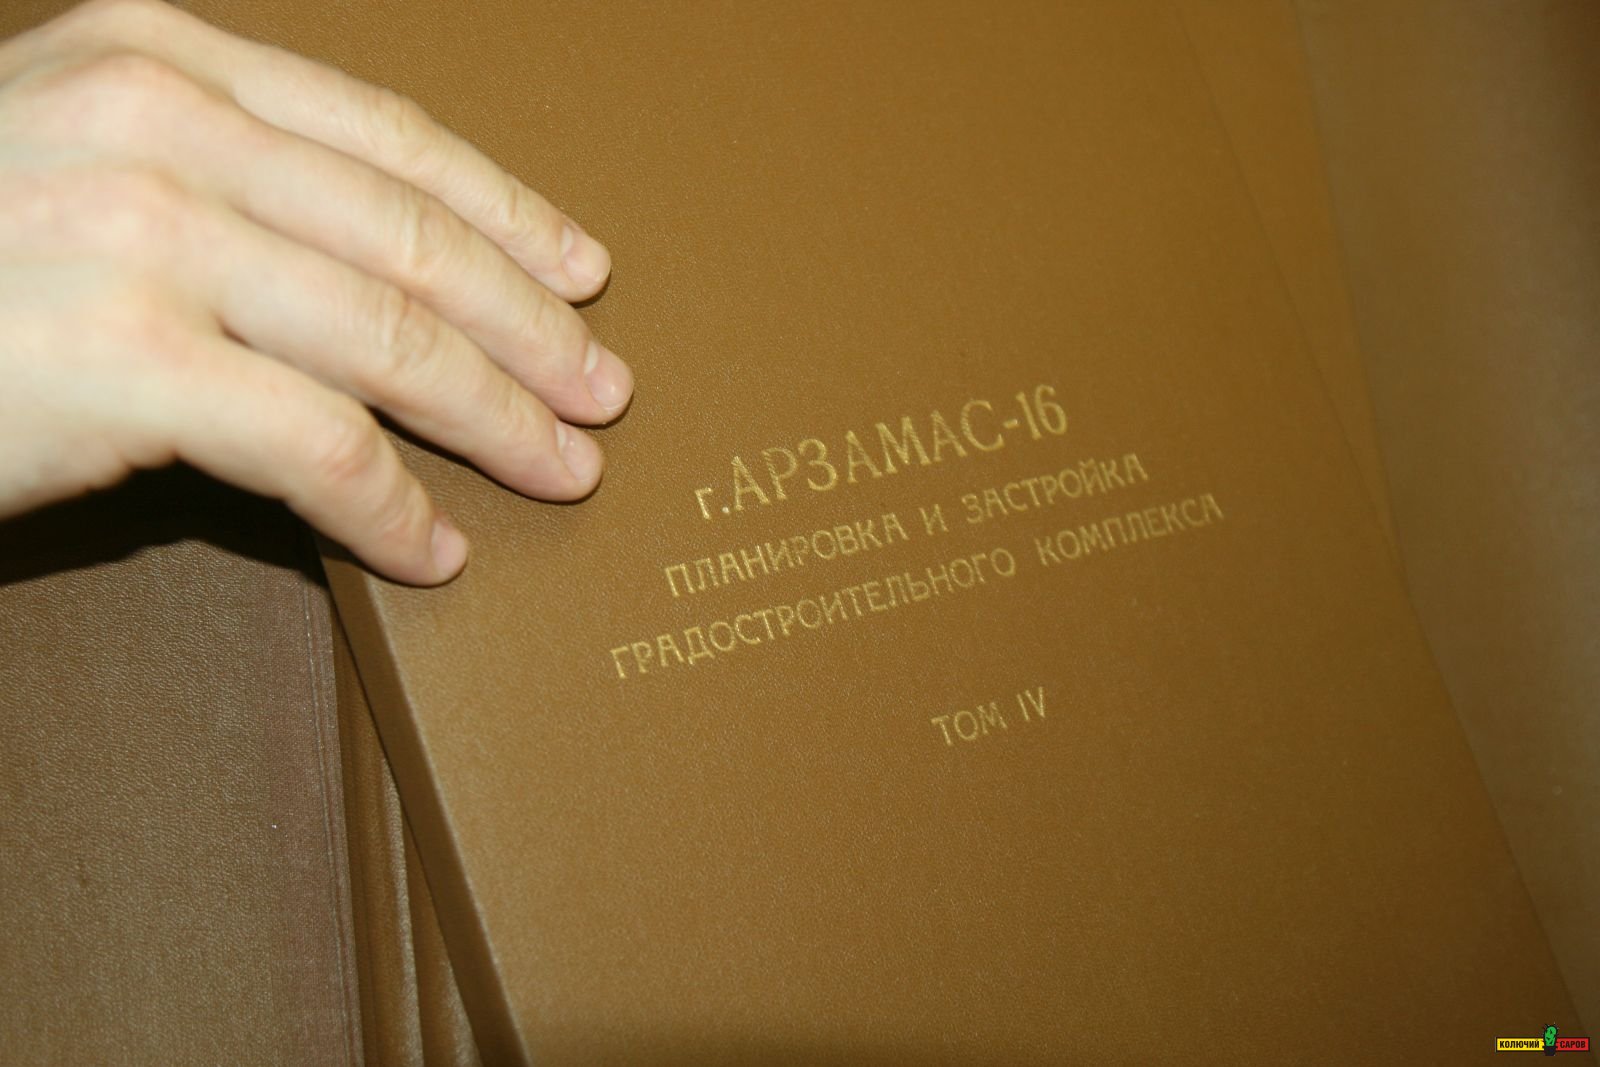 г. АРЗАМАС-16
ПЛАНИРОВКА И ЗАСТРОЙКА
ГРАДОСТРОИТЕЛЬНОГО КОМПЛЕКСА
ТОМ IV
КОЛЮЧИЙ САРОВ